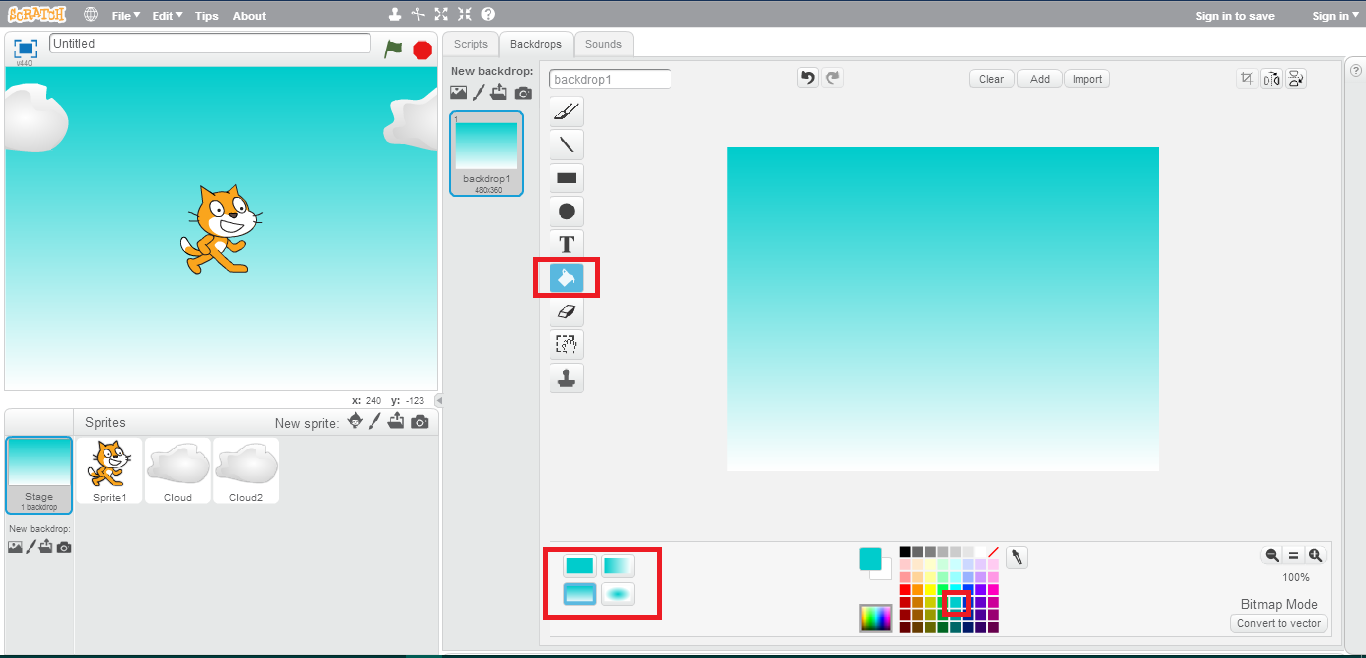 SCRATCH File Edit Tips About Sign in to save Sign in
v440 Untitled
Scripts Backdrops Sounds
New backdrop:
backdrop1
Clear Add Import
1
backdrop1
480x360
T
x: 240 y: -123
Sprites New sprite:
Stage
1 backdrop
Sprite1 Cloud Cloud2
New backdrop:
100%
Bitmap Mode
Convert to vector